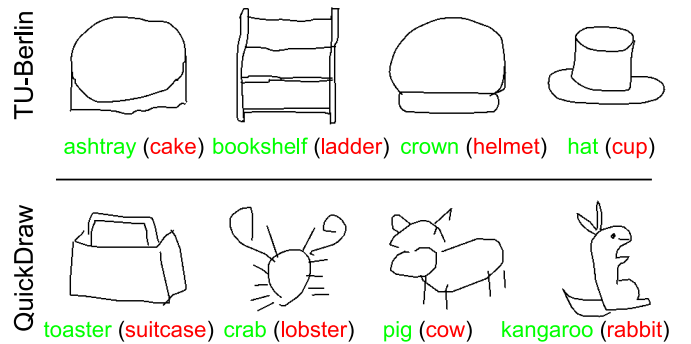 TU-Berlin
ashtray (cake) bookshelf (ladder) crown (helmet) hat (cup)
QuickDraw
toaster (suitcase) crab (lobster) pig (cow) kangaroo (rabbit)